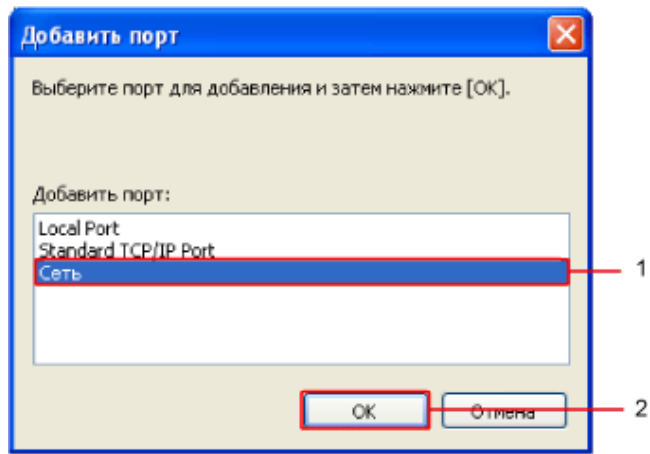 Добавить порт
Выберите порт для добавления и затем нажмите [OK].
Добавить порт:
Local Port
Standard TCP/IP Port
Сеть
1
OK
Отмена
2